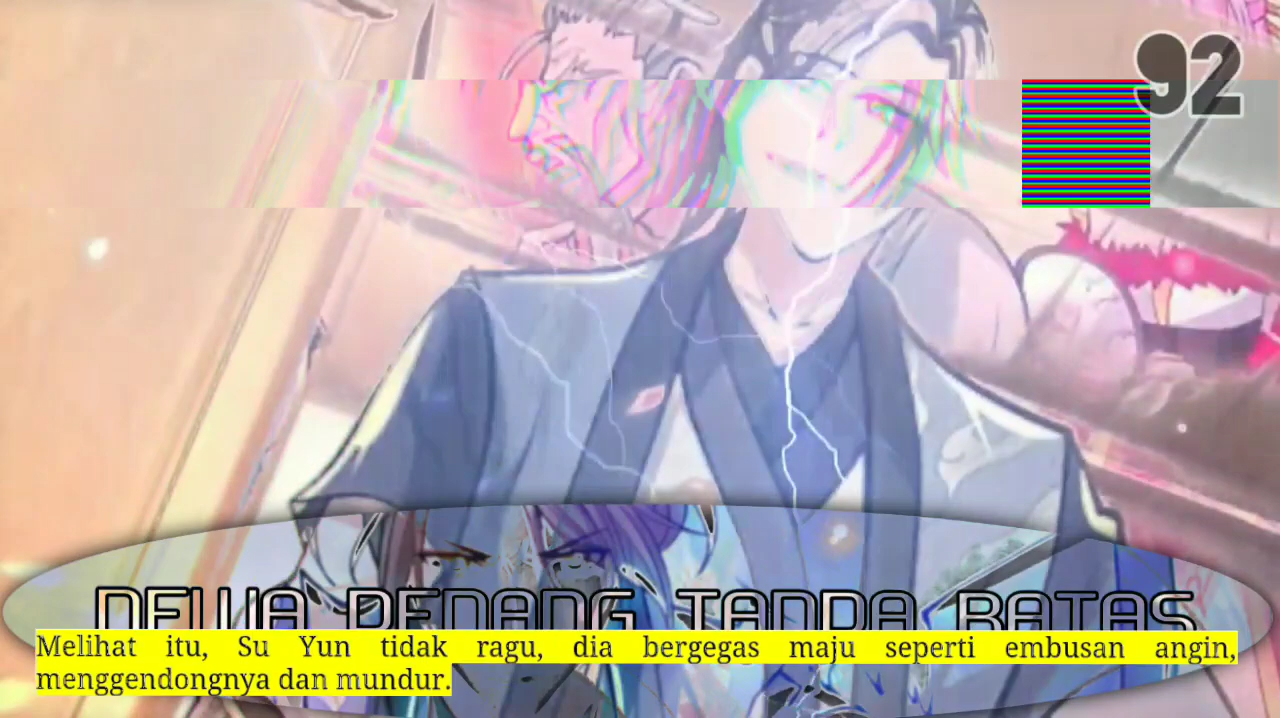 92
DEWA PEDANG TANPA BATAS
Melihat itu, Su Yun tidak ragu, dia bergegas maju seperti embusan angin,
menggendongnya dan mundur.